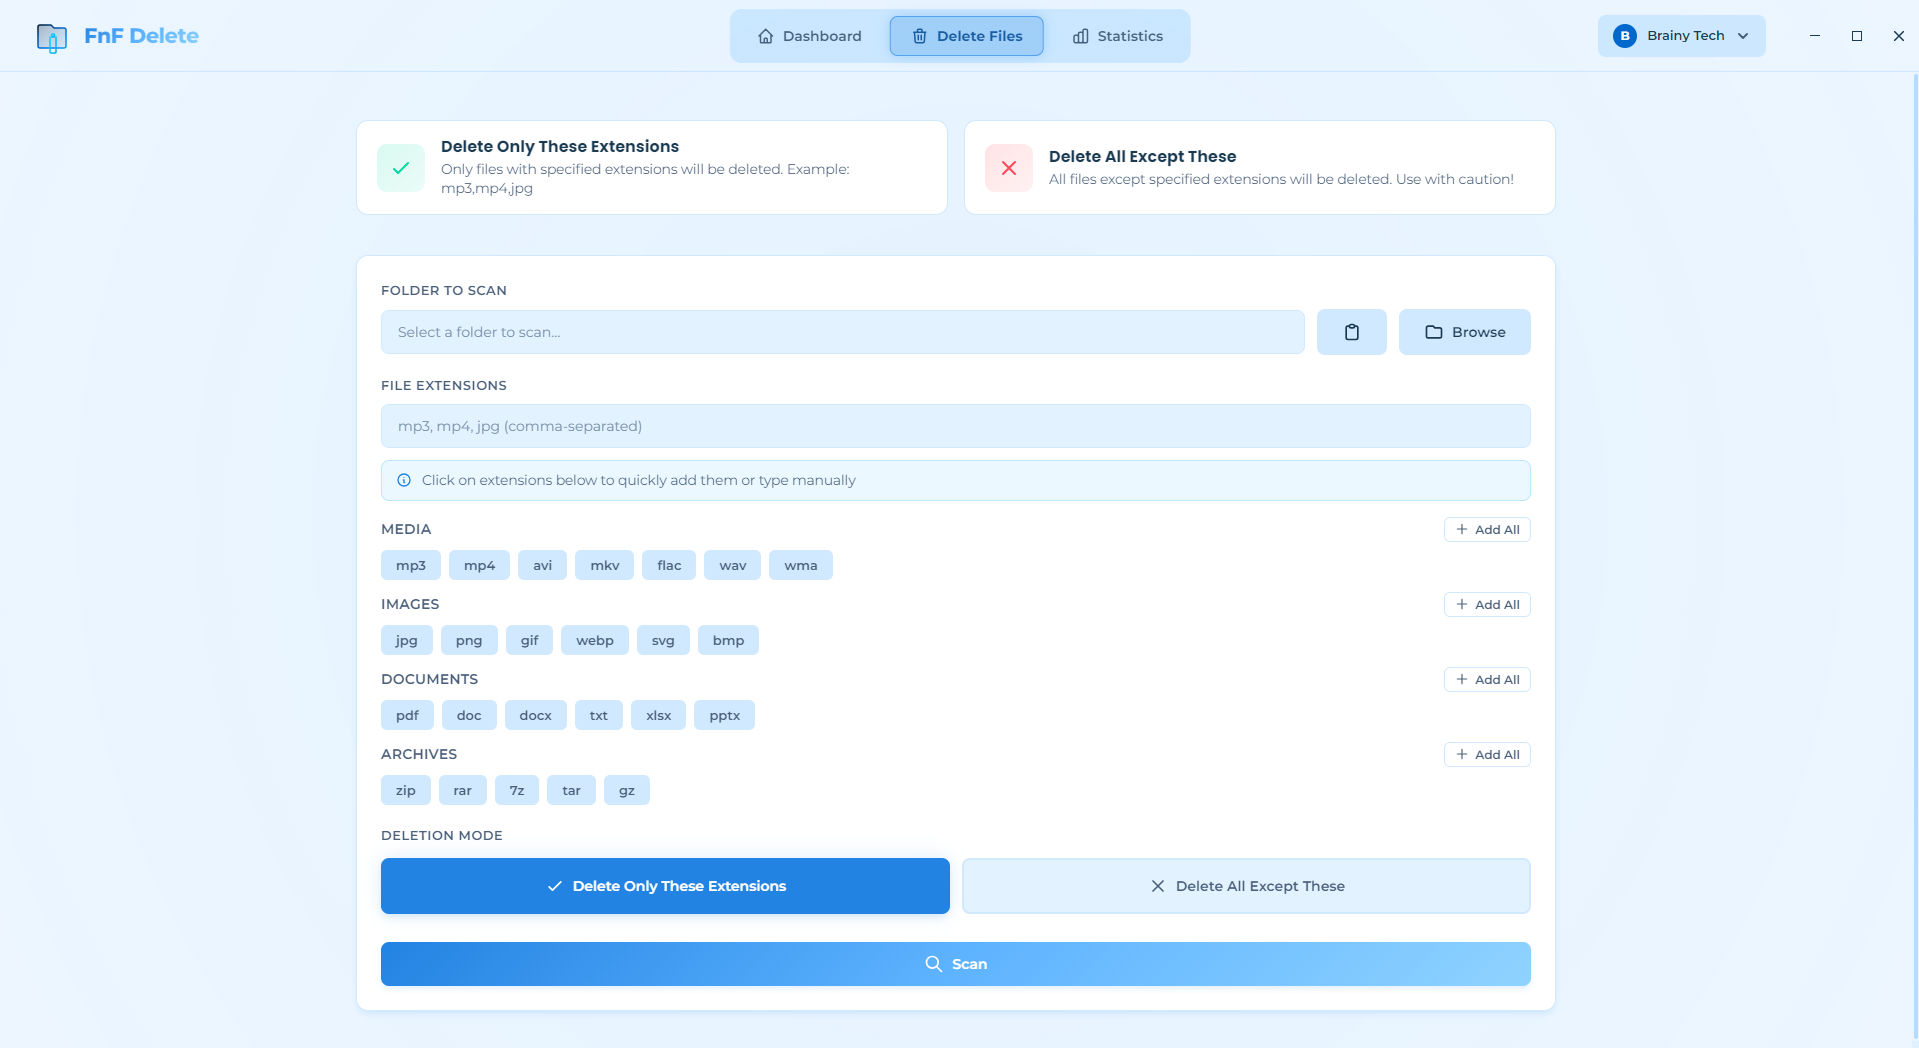 FnF Delete
Dashboard
Delete Files
Statistics
B
Brainy Tech
Delete Only These Extensions
Only files with specified extensions will be deleted. Example:
mp3,mp4,jpg
Delete All Except These
All files except specified extensions will be deleted. Use with caution!
FOLDER TO SCAN
Select a folder to scan...
Browse
FILE EXTENSIONS
mp3, mp4, jpg (comma-separated)
Click on extensions below to quickly add them or type manually
MEDIA
Add All
mp3 mp4 avi mkv flac wav wma
IMAGES
Add All
jpg png gif webp svg bmp
DOCUMENTS
Add All
pdf doc docx txt xlsx pptx
ARCHIVES
Add All
zip rar 7z tar gz
DELETION MODE
Delete Only These Extensions
Delete All Except These
Scan